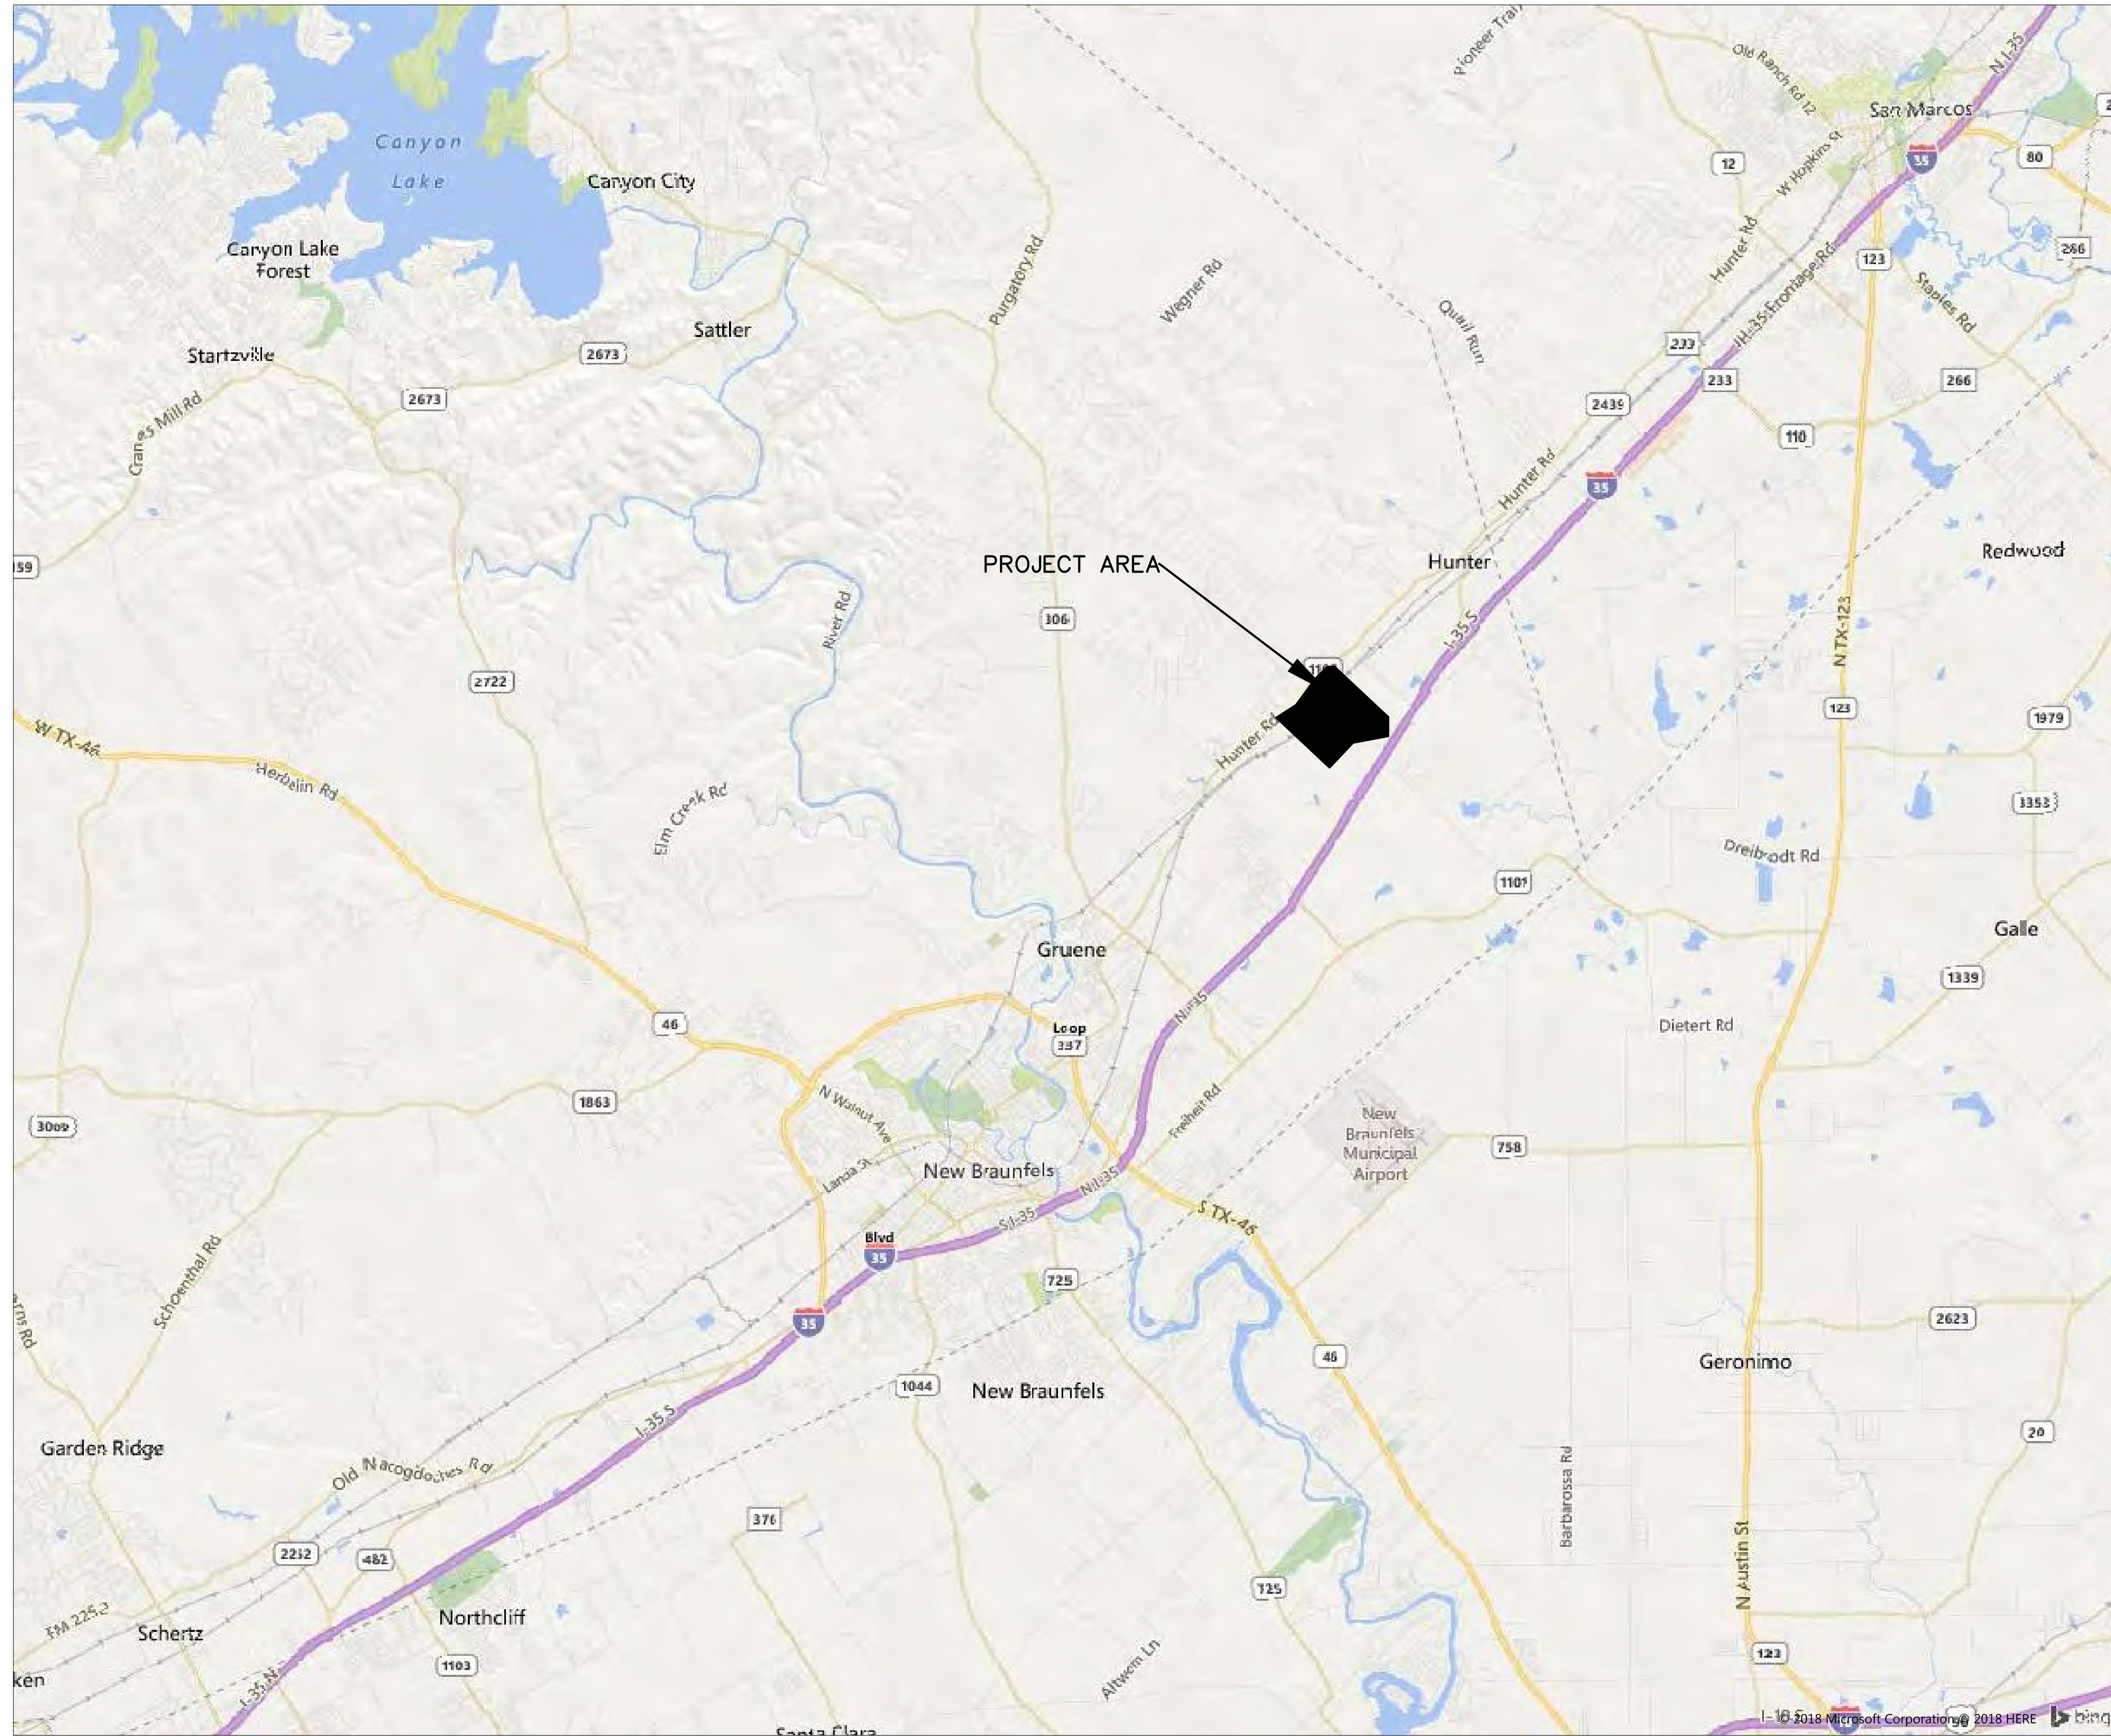 Pioneer Trail
Old Ranch Rd 12
N I-35
San Marcos
Canyon
Lake
Canyon City
12
W Hopkins St
35
80
Canyon Lake
Forest
Purgatory Rd
Wegner Rd
Hunter Rd
123
266
Staples Rd
IH-35
Fromage Rd
Quail Run
Sattler
Startzville
2673
2673
233
233
266
2439
110
Cranes Mill Rd
Hunter Rd
35
Redwood
Hunter
PROJECT AREA
306
River Rd
I-35 S
N TX-123
2722
123
1979
W TX-46
Hunter Rd
Elm Creek Rd
Dreibrodt Rd
1101
Galle
Gruene
1339
46
Loop
337
N I-35
Dietert Rd
1863
N Walnut Ave
Freiheit Rd
New
Braunfels
Municipal
Airport
758
3009
Landa St
New Braunfels
N I-35
S I-35
S TX-46
Blvd
35
Schoenthal Rd
725
35
2623
46
Geronimo
1044
New Braunfels
I-35 S
Garden Ridge
20
Old Nacogdoches Rd
Barbarossa Rd
376
2252
482
N Austin St
725
Northcliff
FM 2252
Schertz
1103
123
Altwein Ln
I-35 N
Santa Clara
© 2018 Microsoft Corporation © 2018 HERE
bing